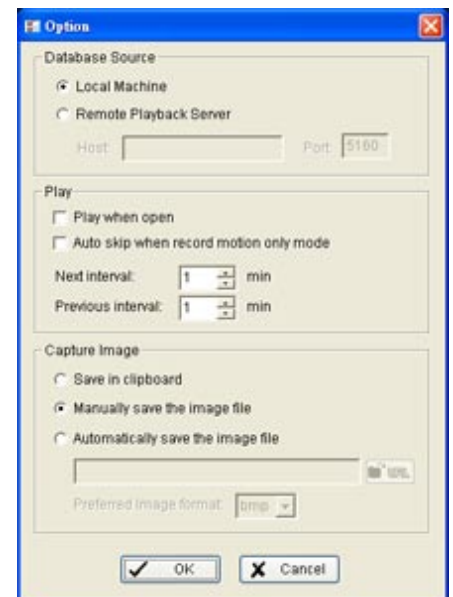 Option
Database Source
Local Machine
Remote Playback Server
Host: Port: 5160
Play
Play when open
Auto skip when record motion only mode
Next interval: 1 min
Previous interval: 1 min
Capture Image
Save in clipboard
Manually save the image file
Automatically save the image file
Preferred image format: bmp
OK Cancel